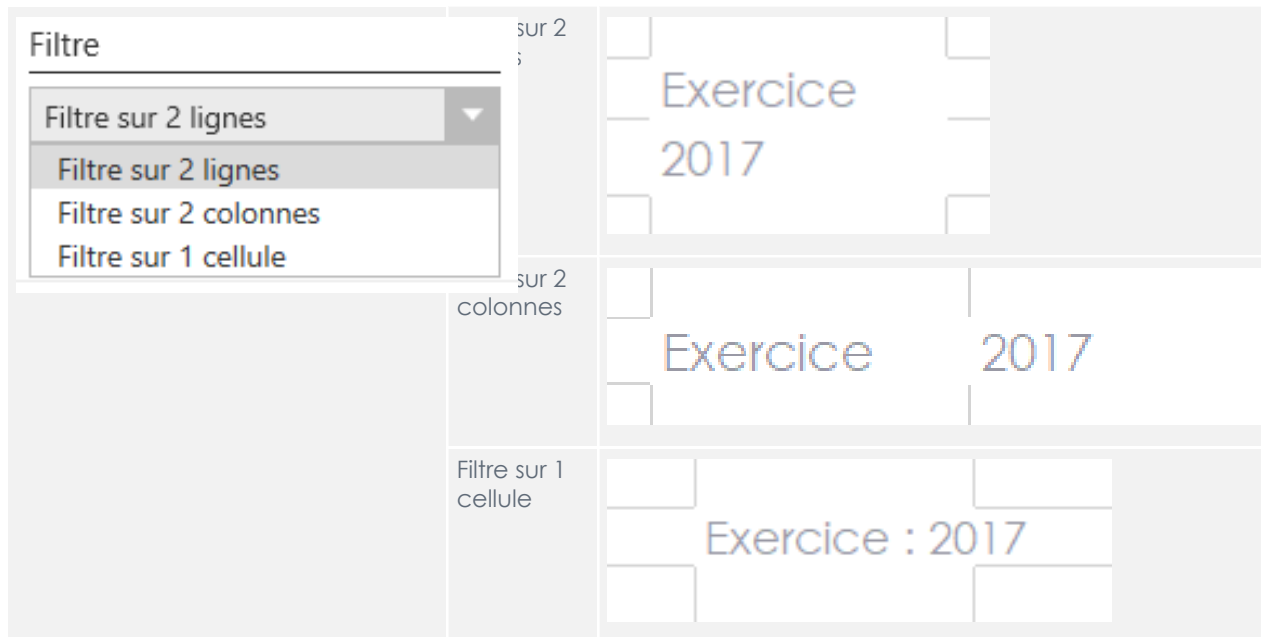 Filtre
Filtre sur 2 lignes
Filtre sur 2 lignes
Filtre sur 2 colonnes
Filtre sur 1 cellule
sur 2
Exercice
2017
sur 2
colonnes
Exercice 2017
Filtre sur 1
cellule
Exercice : 2017